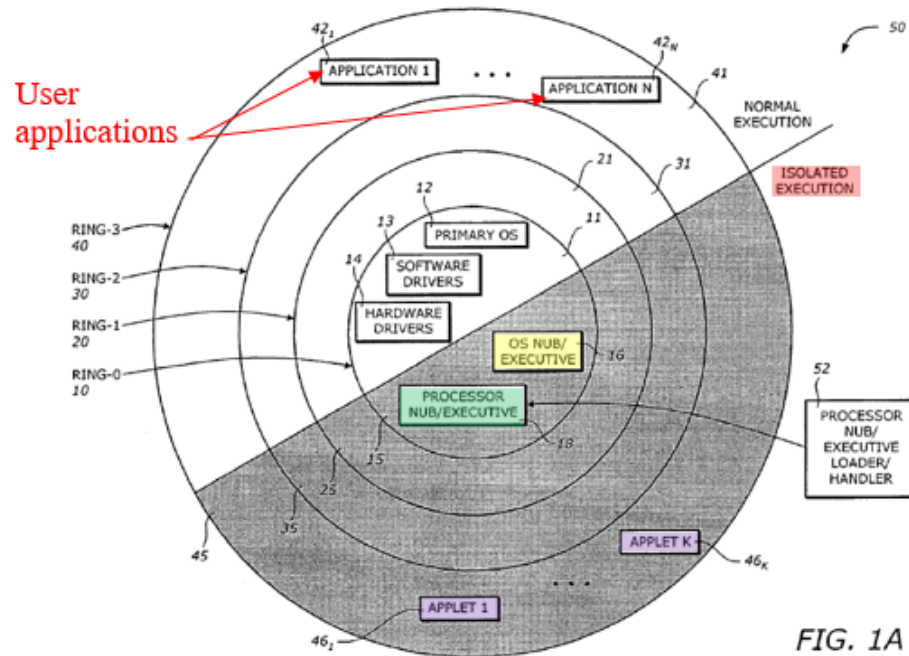 50
42₁
42N
APPLICATION 1
...
APPLICATION N
41
User
applications
NORMAL
EXECUTION
ISOLATED
EXECUTION
21
31
12
PRIMARY OS
11
13
SOFTWARE
DRIVERS
14
HARDWARE
DRIVERS
RING-3
40
RING-2
30
RING-1
20
RING-0
10
OS NUB/
EXECUTIVE
16
PROCESSOR
NUB/EXECUTIVE
18
52
PROCESSOR
NUB/
EXECUTIVE
LOADER/
HANDLER
15
25
35
45
APPLET K
46K
...
APPLET 1
46₁
FIG. 1A